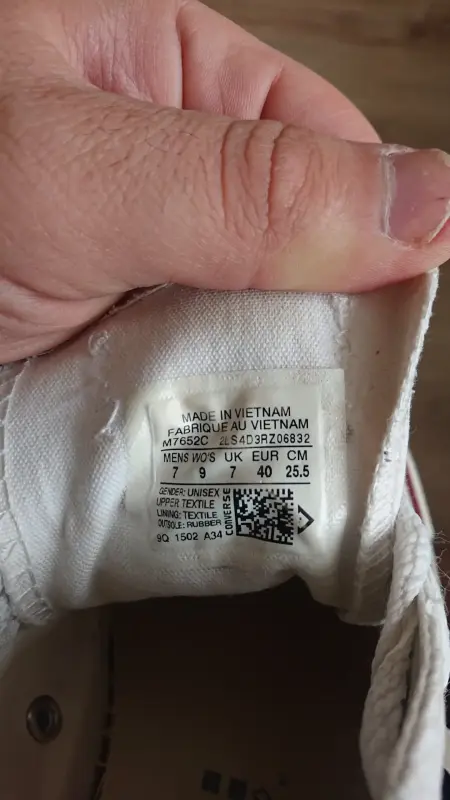 MADE IN VIETNAM
FABRIQUE AU VIETNAM
M7652C 2LS4D3RZ06832
MENS WO'S UK EUR CM
7 9 7 40 25.5
GENDER: UNISEX
UPPER: TEXTILE
LINING: TEXTILE
OUTSOLE: RUBBER
9Q 1502 A34
CONVERSE